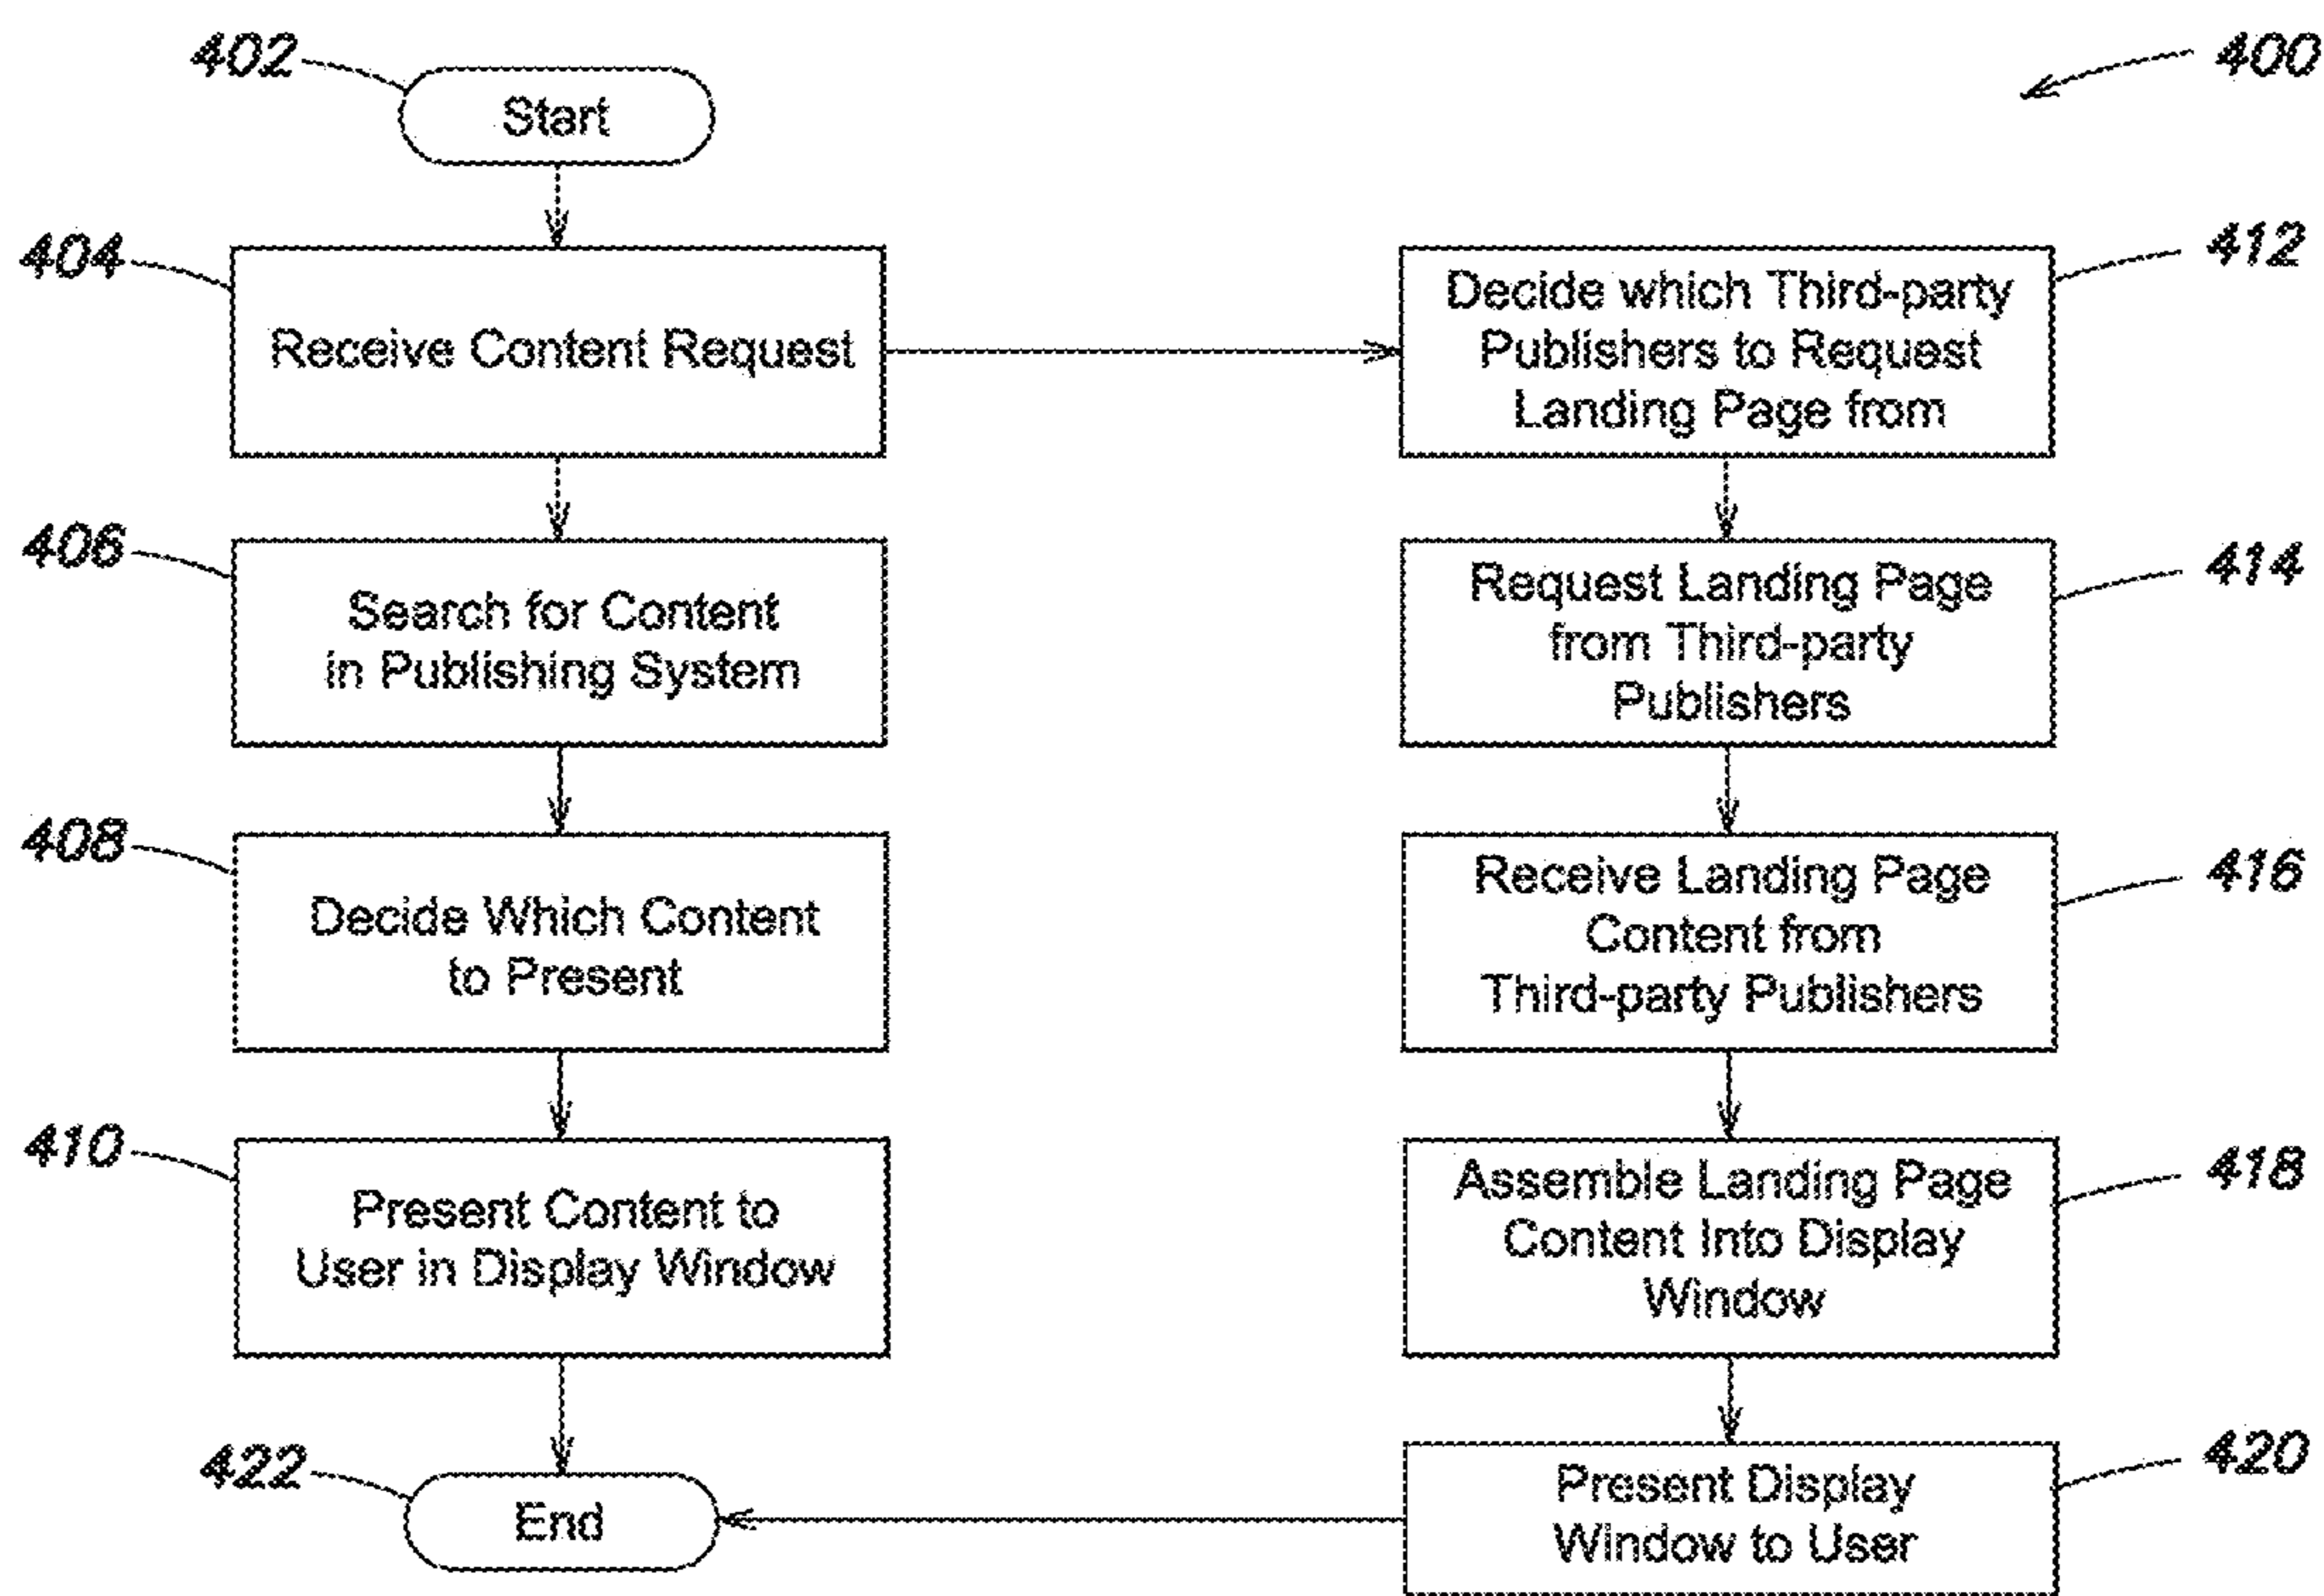 402
Start
400
404
Receive Content Request
412
Decide which Third-party
Publishers to Request
Landing Page from
406
Search for Content
in Publishing System
414
Request Landing Page
from Third-party
Publishers
408
Decide Which Content
to Present
416
Receive Landing Page
Content from
Third-party Publishers
410
Present Content to
User in Display Window
418
Assemble Landing Page
Content Into Display
Window
422
End
420
Present Display
Window to User